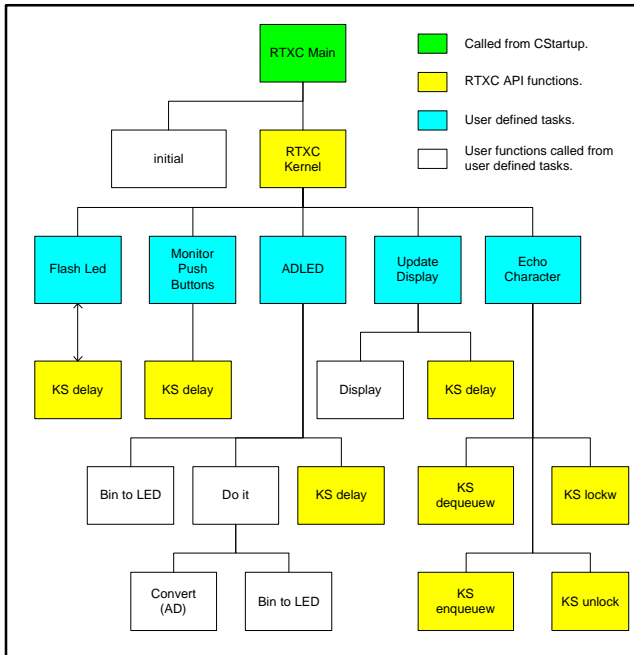 RTXC Main
Called from CStartup.
RTXC API functions.
User defined tasks.
User functions called from
user defined tasks.
initial
RTXC
Kernel
Flash Led
Monitor
Push
Buttons
ADLED
Update
Display
Echo
Character
KS delay
KS delay
Display
KS delay
Bin to LED
Do it
KS delay
KS
dequeuew
KS lockw
Convert
(AD)
Bin to LED
KS
enqueuew
KS unlock